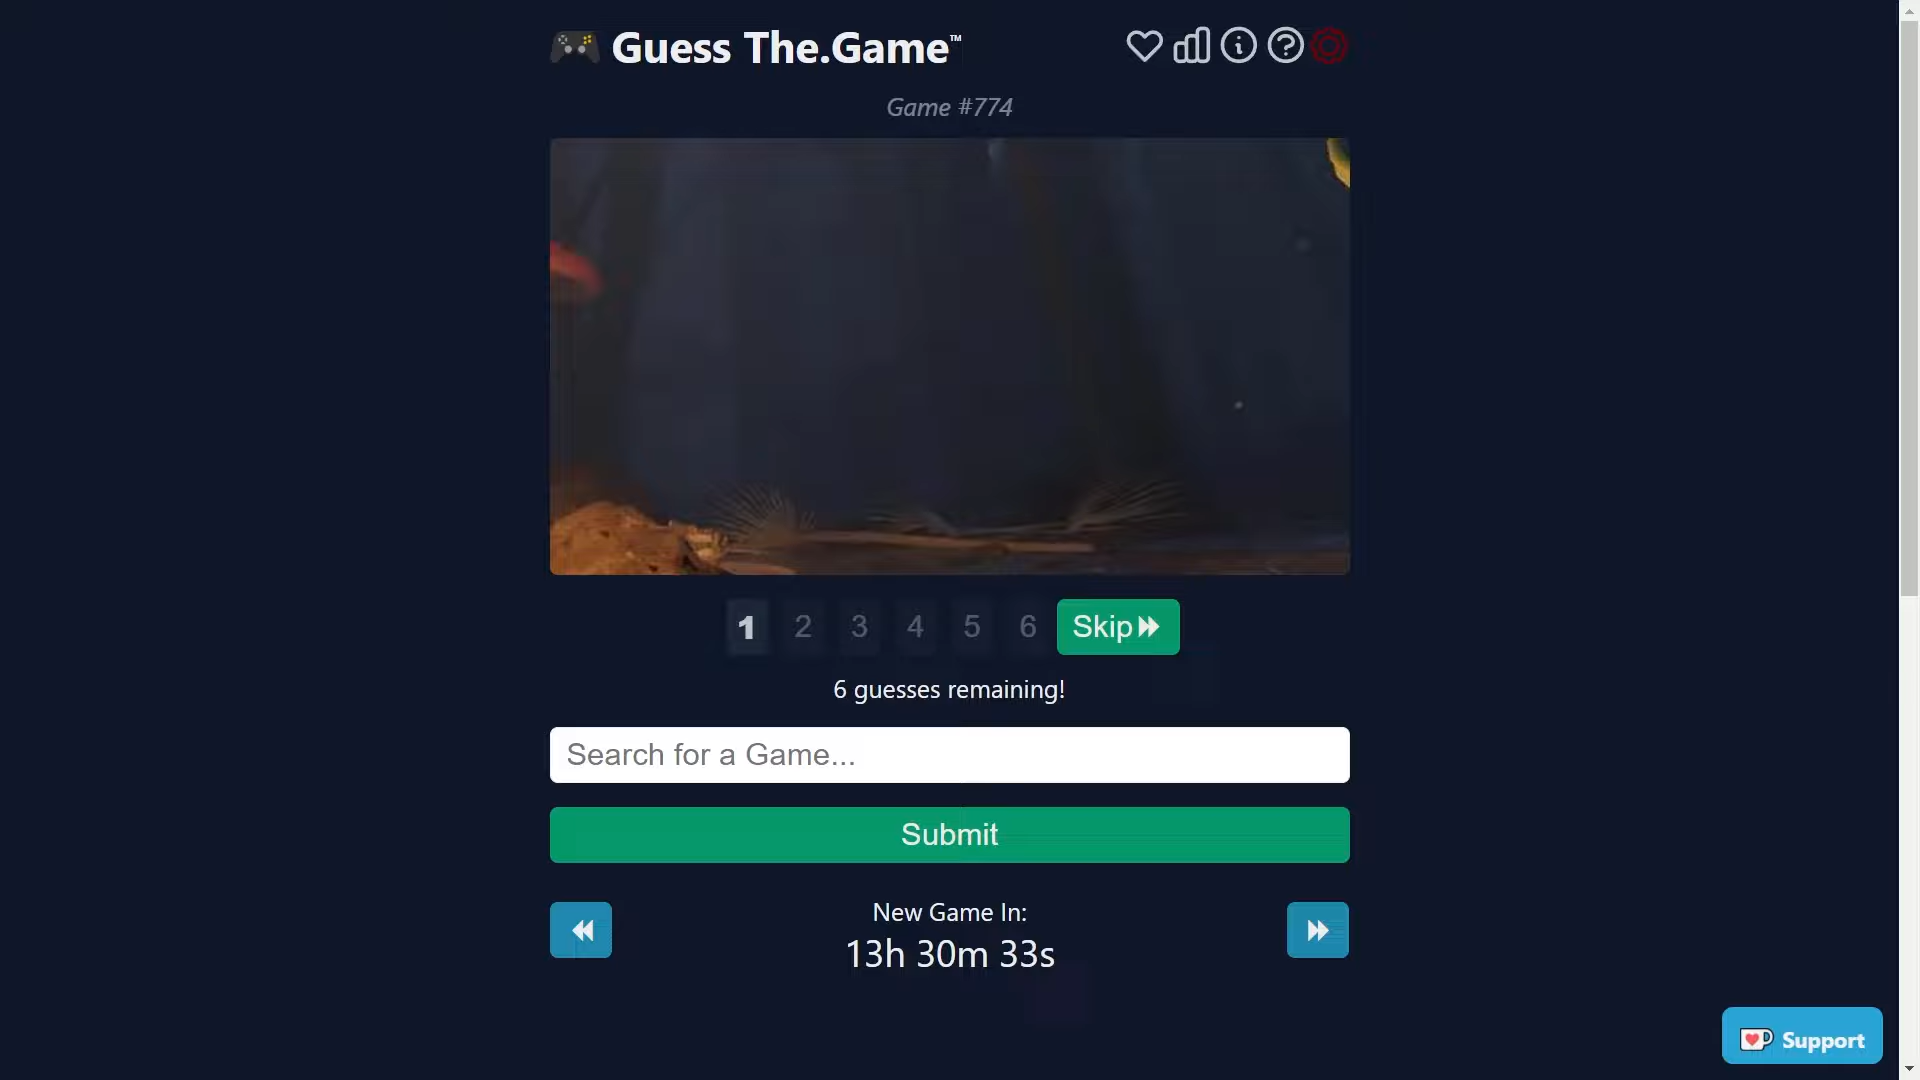 Guess The.Game™
Game #774
1 2 3 4 5 6 Skip
6 guesses remaining!
Search for a Game...
Submit
New Game In:
13h 30m 33s
Support